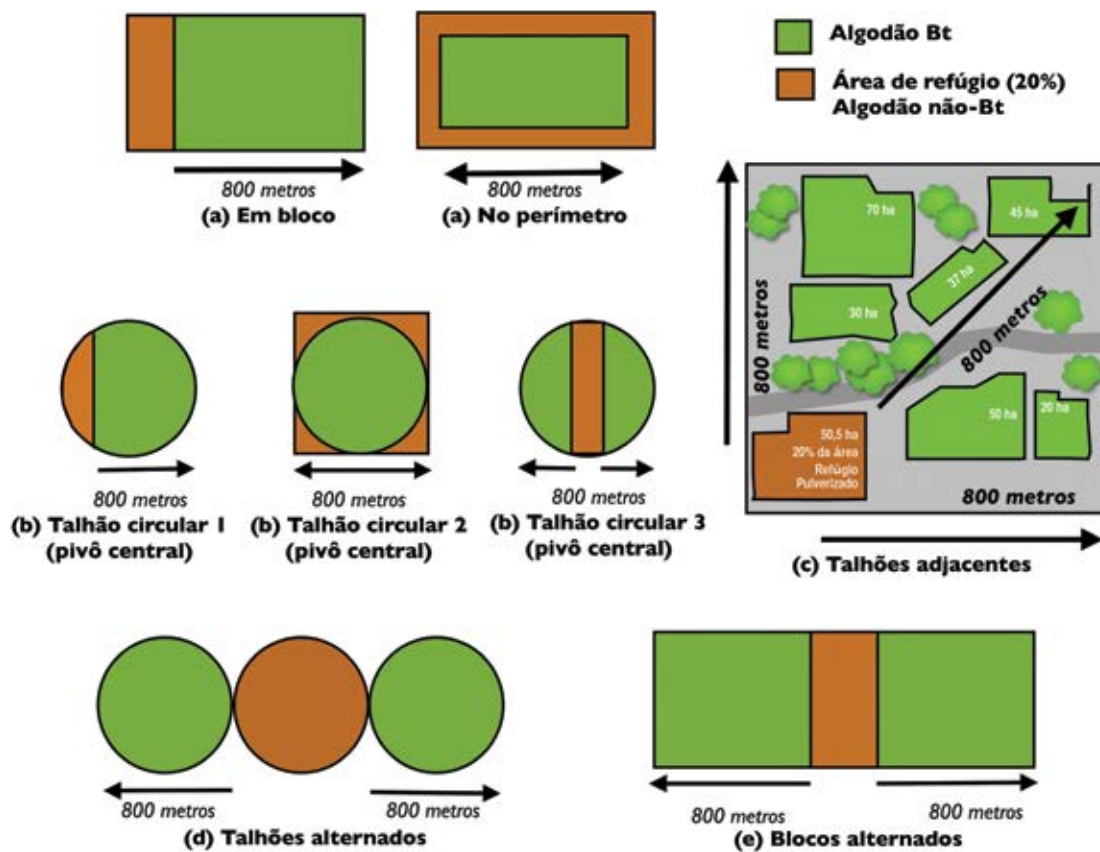 Algodão Bt
Área de refúgio (20%)
Algodão não-Bt
800 metros
(a) Em bloco
800 metros
(a) No perímetro
70 ha
45 ha
37 ha
30 ha
800 metros
800 metros
50 ha
20 ha
50,5 ha
20% da área
Refúgio
Pulverizado
800 metros
(c) Talhões adjacentes
800 metros
(b) Talhão circular 1
(pivô central)
800 metros
(b) Talhão circular 2
(pivô central)
800 metros
(b) Talhão circular 3
(pivô central)
800 metros
800 metros
(d) Talhões alternados
800 metros
800 metros
(e) Blocos alternados